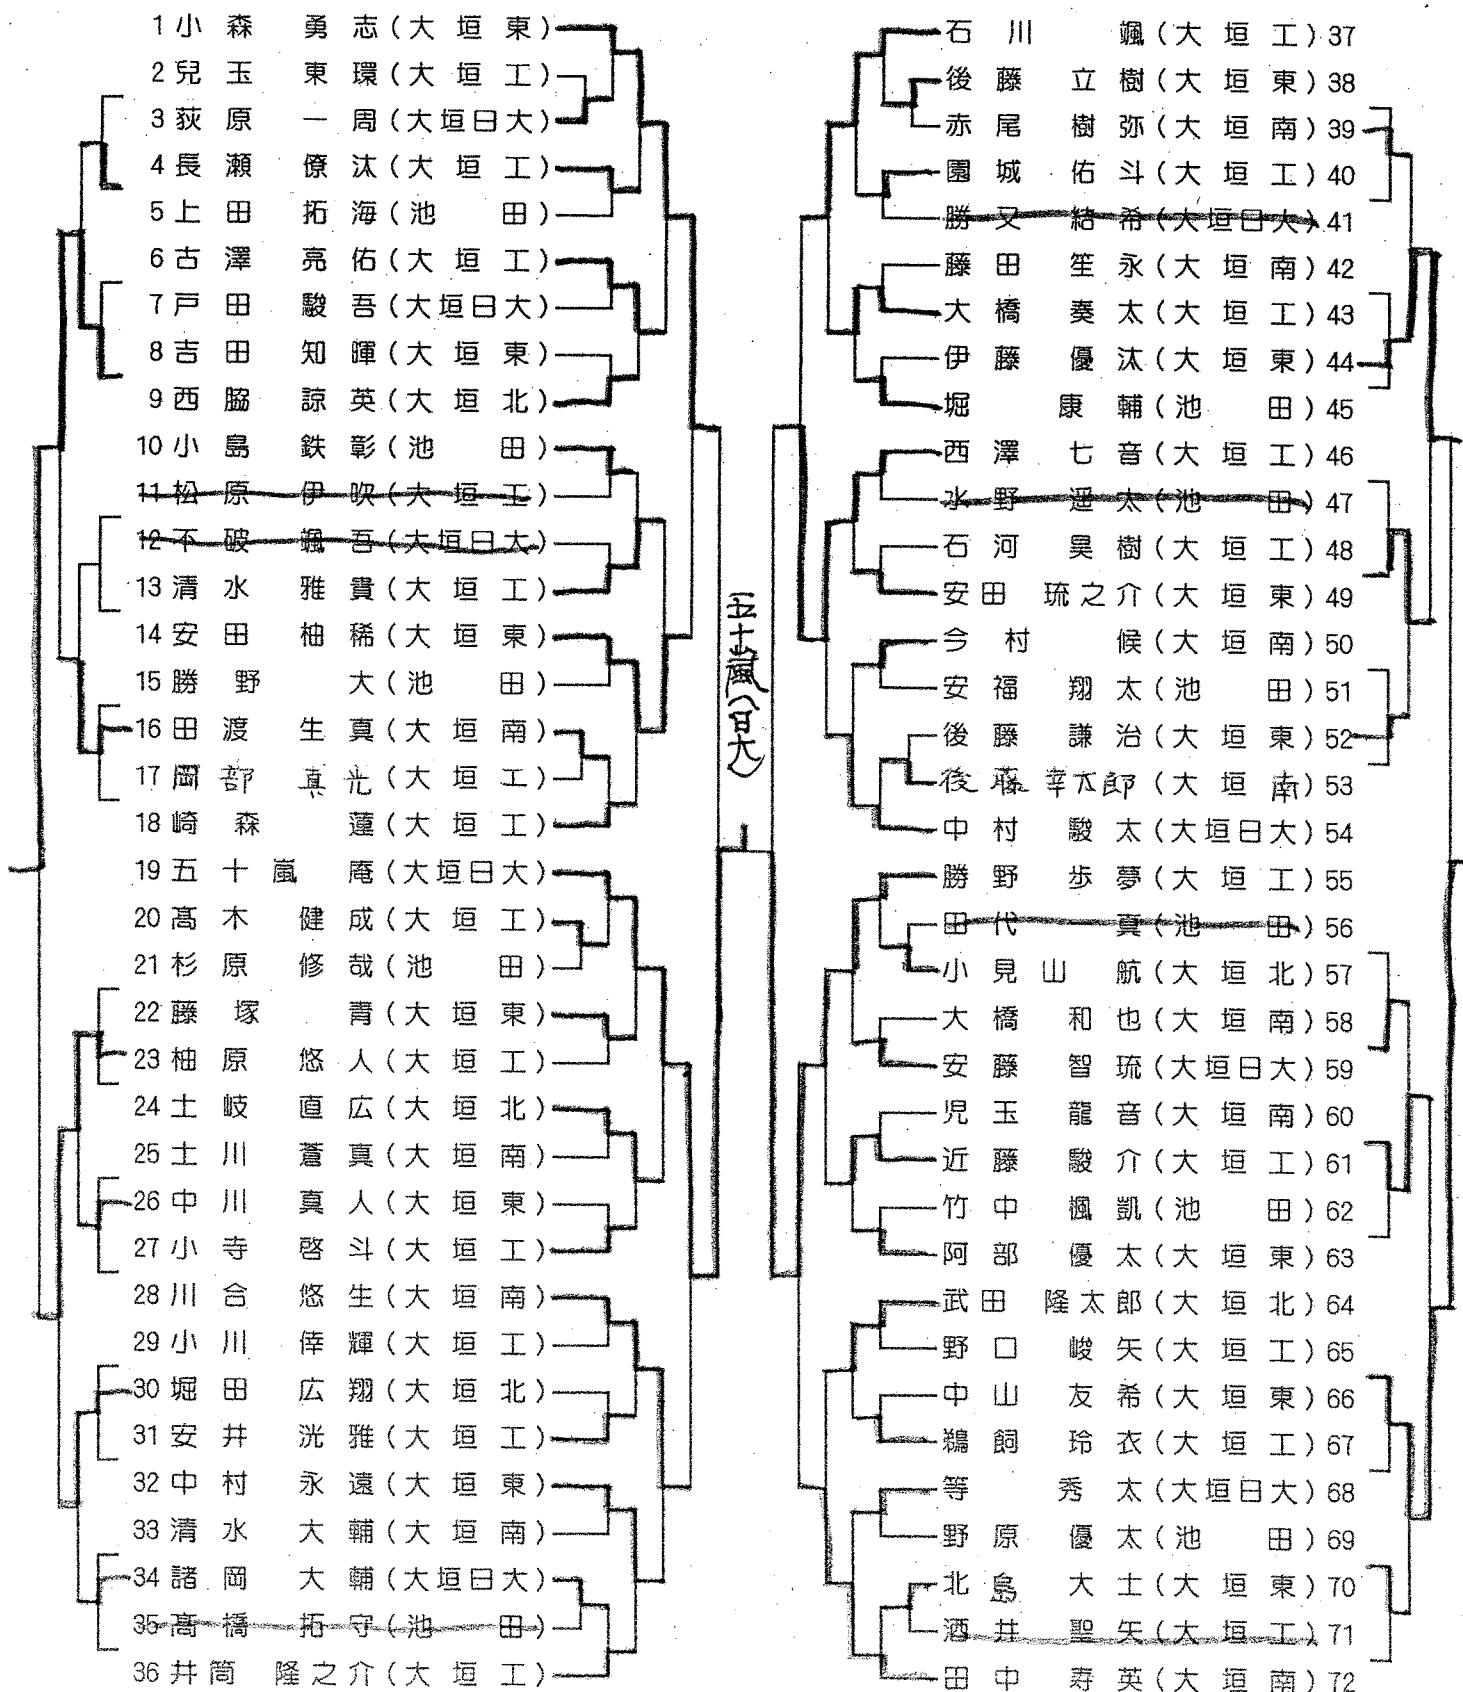 1 小森 勇志(大垣東)
2 兒玉 東環(大垣工)
3 荻原 一周(大垣日大)
4 長瀬 僚汰(大垣工)
5 上田 拓海(池田)
6 古澤 亮佑(大垣工)
7 戸田 駿吾(大垣日大)
8 吉田 知暉(大垣東)
9 西脇 諒英(大垣北)
10 小島 鉄彰(池田)
11 松原 伊吹(大垣工)
12 不破 颯吾(大垣日大)
13 清水 雅貴(大垣工)
14 安田 柚稀(大垣東)
15 勝野 大(池田)
16 田渡 生真(大垣南)
17 岡部 真光(大垣工)
18 崎森 蓮(大垣工)
19 五十嵐 庵(大垣日大)
20 髙木 健成(大垣工)
21 杉原 修哉(池田)
22 藤塚 青(大垣東)
23 柚原 悠人(大垣工)
24 土岐 直広(大垣北)
25 土川 蒼真(大垣南)
26 中川 真人(大垣東)
27 小寺 啓斗(大垣工)
28 川合 悠生(大垣南)
29 小川 倖輝(大垣工)
30 堀田 広翔(大垣北)
31 安井 洸雅(大垣工)
32 中村 永遠(大垣東)
33 清水 大輔(大垣南)
34 諸岡 大輔(大垣日大)
35 髙橋 拓守(池田)
36 井筒 隆之介(大垣工)
五十嵐(日大)
石川 颯(大垣工)37
後藤 立樹(大垣東)38
赤尾 樹弥(大垣南)39
園城 佑斗(大垣工)40
勝又 緒希(大垣日大)41
藤田 笙永(大垣南)42
大橋 奏太(大垣工)43
伊藤 優汰(大垣東)44
堀 康輔(池田)45
西澤 七音(大垣工)46
水野 遥太(池田)47
石河 昊樹(大垣工)48
安田 琉之介(大垣東)49
今村 候(大垣南)50
安福 翔太(池田)51
後藤 謙治(大垣東)52
後藤 幸太郎(大垣南)53
中村 駿太(大垣日大)54
勝野 歩夢(大垣工)55
田代 真(池田)56
小見山 航(大垣北)57
大橋 和也(大垣南)58
安藤 智琉(大垣日大)59
児玉 龍音(大垣南)60
近藤 駿介(大垣工)61
竹中 楓凱(池田)62
阿部 優太(大垣東)63
武田 隆太郎(大垣北)64
野口 峻矢(大垣工)65
中山 友希(大垣東)66
鵜飼 玲衣(大垣工)67
等 秀太(大垣日大)68
野原 優太(池田)69
北島 大士(大垣東)70
酒井 聖矢(大垣工)71
田中 寿英(大垣南)72